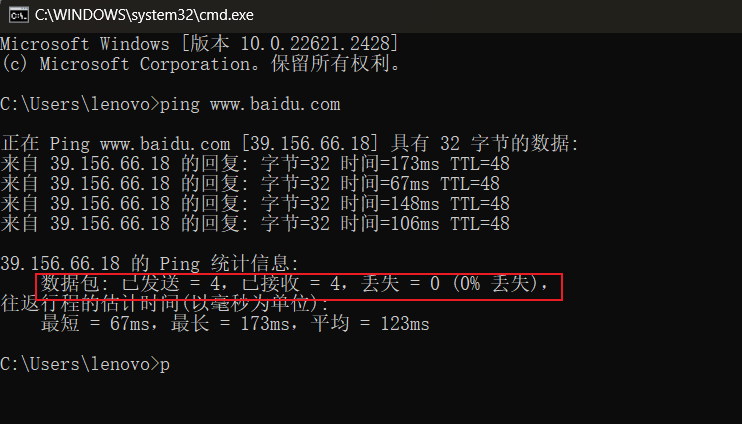 C:\WINDOWS\system32\cmd.exe
Microsoft Windows [版本 10.0.22621.2428]
(c) Microsoft Corporation。保留所有权利。
C:\Users\lenovo>ping www.baidu.com
正在 Ping www.baidu.com [39.156.66.18] 具有 32 字节的数据:
来自 39.156.66.18 的回复: 字节=32 时间=173ms TTL=48
来自 39.156.66.18 的回复: 字节=32 时间=67ms TTL=48
来自 39.156.66.18 的回复: 字节=32 时间=148ms TTL=48
来自 39.156.66.18 的回复: 字节=32 时间=106ms TTL=48
39.156.66.18 的 Ping 统计信息:
数据包: 已发送 = 4，已接收 = 4，丢失 = 0 (0% 丢失)，
往返行程的估计时间(以毫秒为单位):
最短 = 67ms，最长 = 173ms，平均 = 123ms
C:\Users\lenovo>p